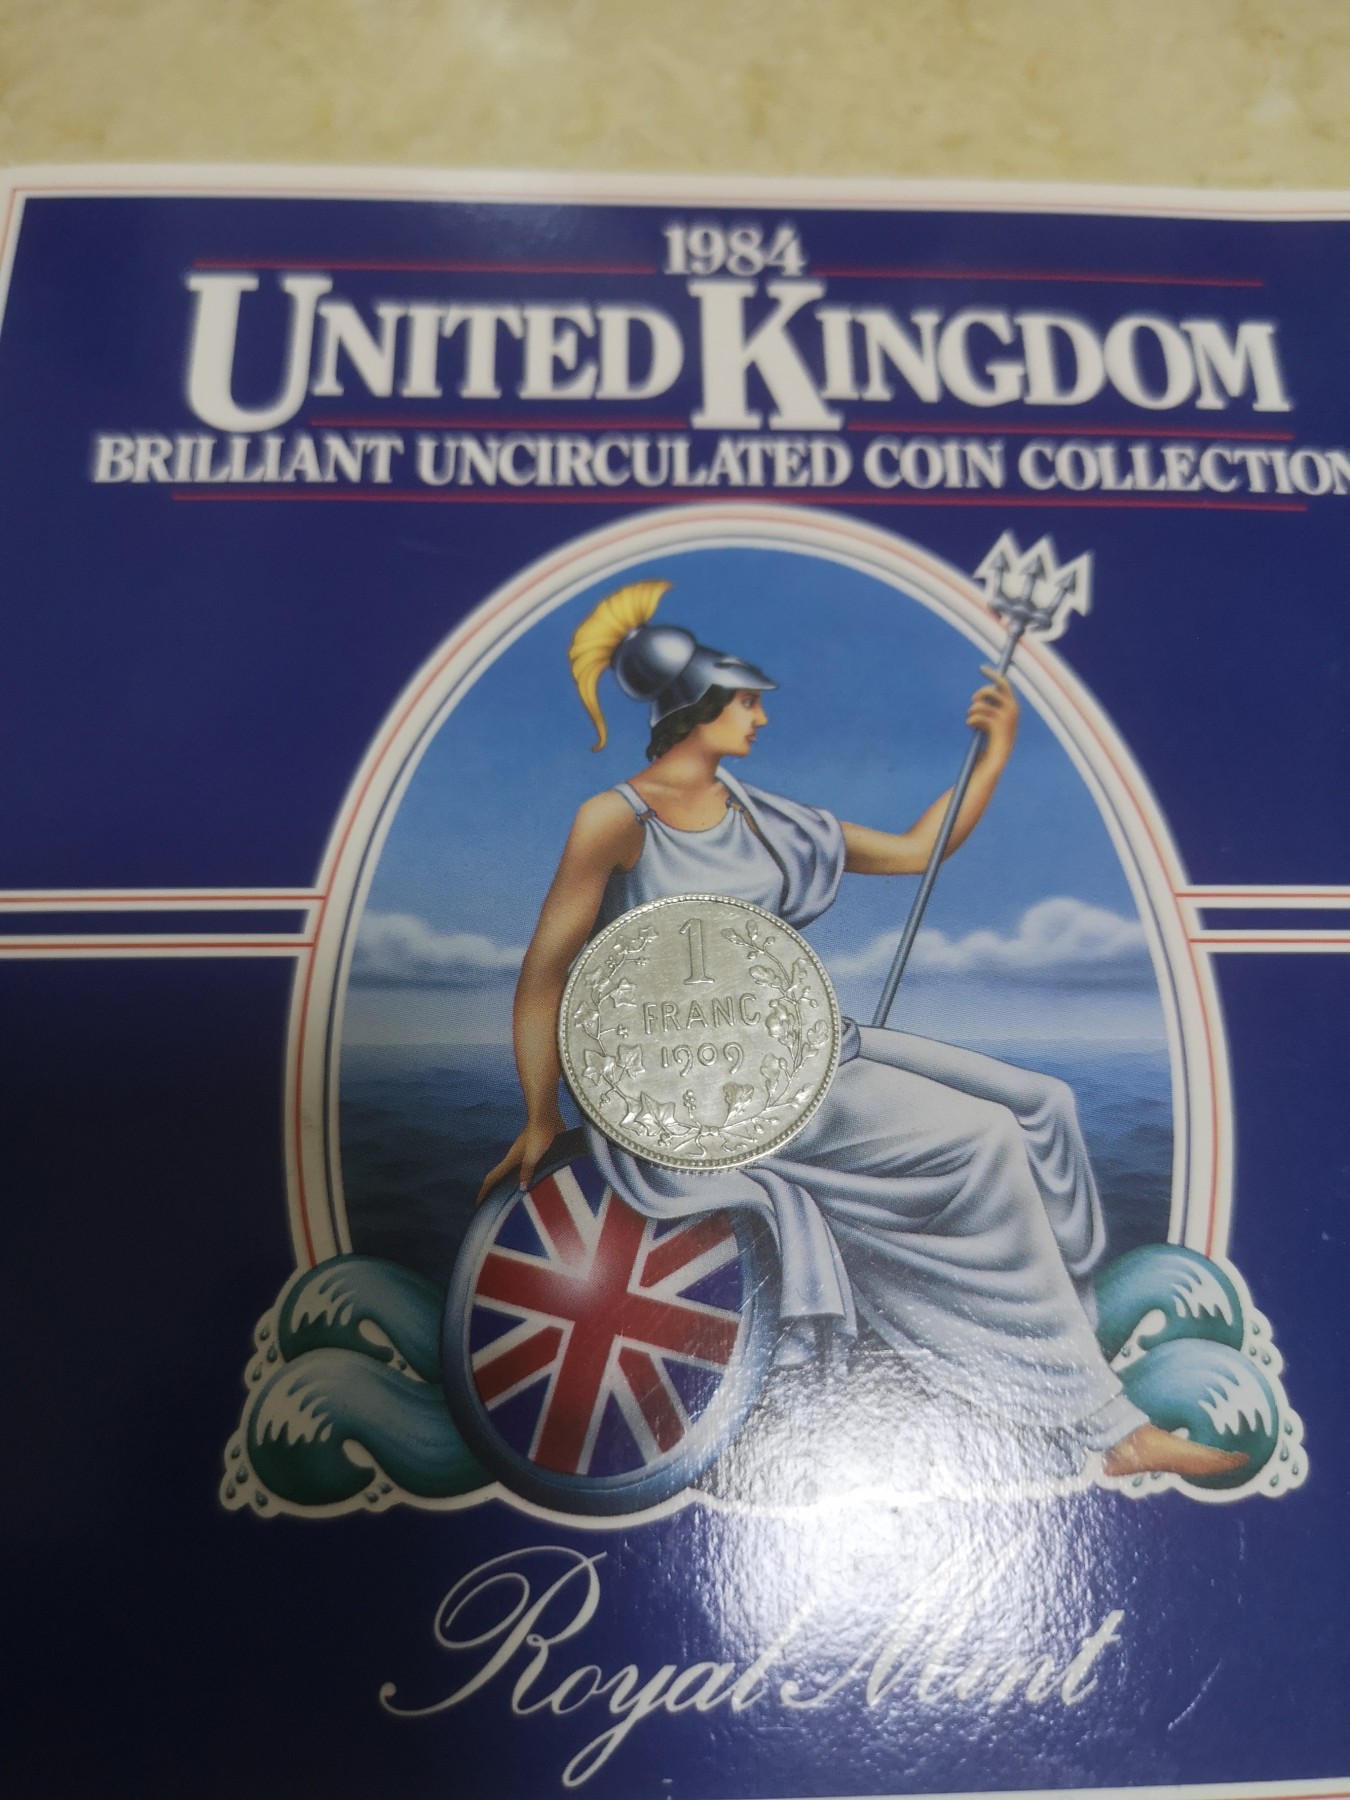 1984
UNITED KINGDOM
BRILLIANT UNCIRCULATED COIN COLLECTION
1
FRANC
1909
Royal Mint